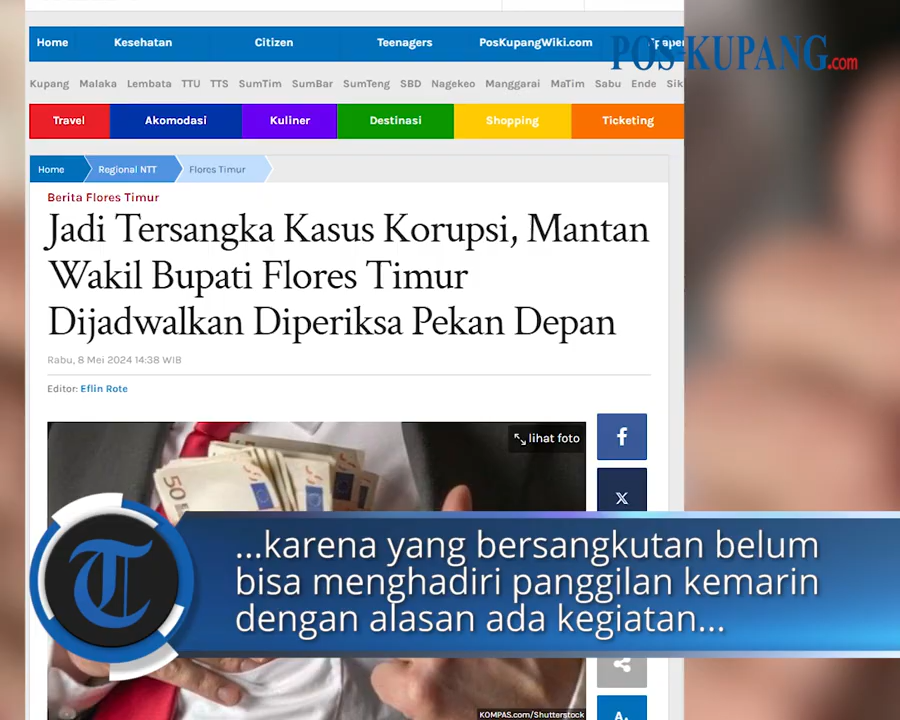 Home Kesehatan Citizen Teenagers PosKupangWiki.com
POS-KUPANG.com
Kupang Malaka Lembata TTU TTS SumTim SumBar SumTeng SBD Nagekeo Manggarai MaTim Sabu Ende Sik
Travel Akomodasi Kuliner Destinasi Shopping Ticketing
Home Regional NTT Flores Timur
Berita Flores Timur
Jadi Tersangka Kasus Korupsi, Mantan
Wakil Bupati Flores Timur
Dijadwalkan Diperiksa Pekan Depan
Rabu, 8 Mei 2024 14:38 WIB
Editor: Eflin Rote
lihat foto
50
...karena yang bersangkutan belum
bisa menghadiri panggilan kemarin
dengan alasan ada kegiatan...
KOMPAS.com/Shutterstock